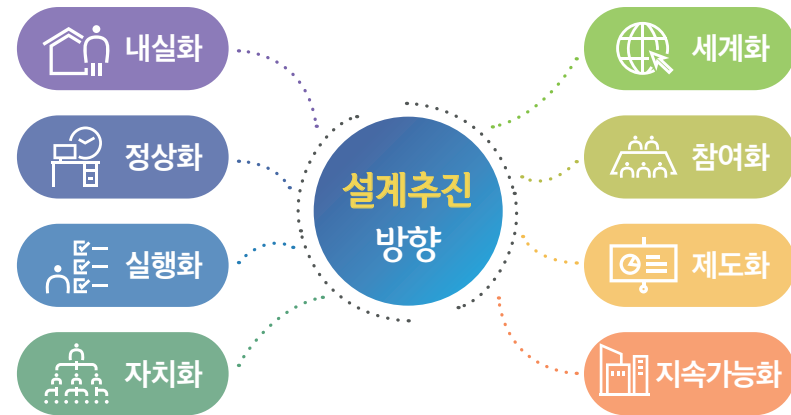 내실화
정상화
실행화
자치화
설계추진
방향
세계화
참여화
제도화
지속가능화